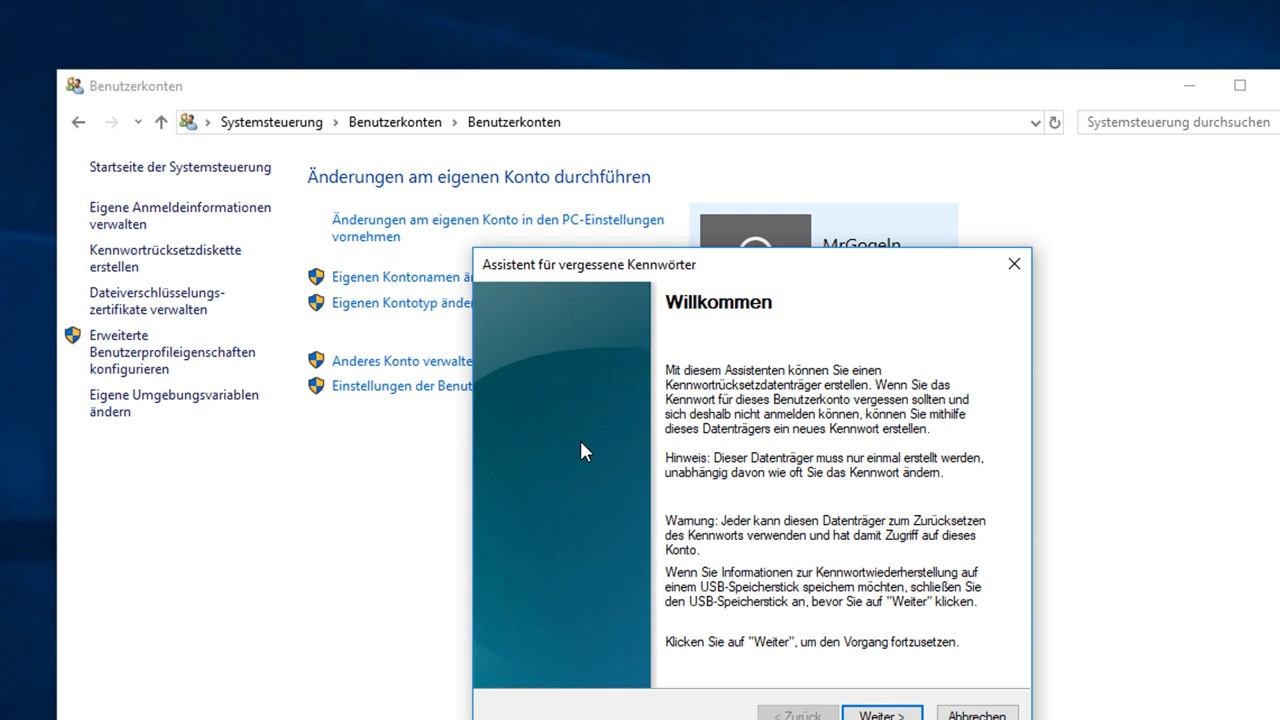 Benutzerkonten
Systemsteuerung > Benutzerkonten > Benutzerkonten
Systemsteuerung durchsuchen
Startseite der Systemsteuerung
Eigene Anmeldeinformationen
verwalten
Kennwortrücksetzdiskette
erstellen
Dateiverschlüsselungs-
zertifikate verwalten
Erweiterte
Benutzerprofileigenschaften
konfigurieren
Eigene Umgebungsvariablen
ändern
Änderungen am eigenen Konto durchführen
Änderungen am eigenen Konto in den PC-Einstellungen
vornehmen
Eigenen Kontonamen
Eigenen Kontotyp
Anderes Konto
Einstellungen der
MrGogeln
Assistent für vergessene Kennwörter
Willkommen
Mit diesem Assistenten können Sie einen
Kennwortrücksetzdatenträger erstellen. Wenn Sie das
Kennwort für dieses Benutzerkonto vergessen sollten und
sich deshalb nicht anmelden können, können Sie mithilfe
dieses Datenträgers ein neues Kennwort erstellen.
Hinweis: Dieser Datenträger muss nur einmal erstellt werden,
unabhängig davon wie oft Sie das Kennwort ändern.
Warnung: Jeder kann diesen Datenträger zum Zurücksetzen
des Kennworts verwenden und hat damit Zugriff auf dieses
Konto.
Wenn Sie Informationen zur Kennwortwiederherstellung auf
einem USB-Speicherstick speichern möchten, schließen Sie
den USB-Speicherstick an, bevor Sie auf "Weiter" klicken.
Klicken Sie auf "Weiter", um den Vorgang fortzusetzen.
< Zurück
Weiter >
Abbrechen